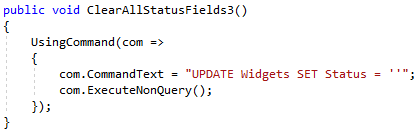 public void ClearAllStatusFields3()
{
    UsingCommand(com =>
    {
        com.CommandText = "UPDATE Widgets SET Status = ''";
        com.ExecuteNonQuery();
    });
}